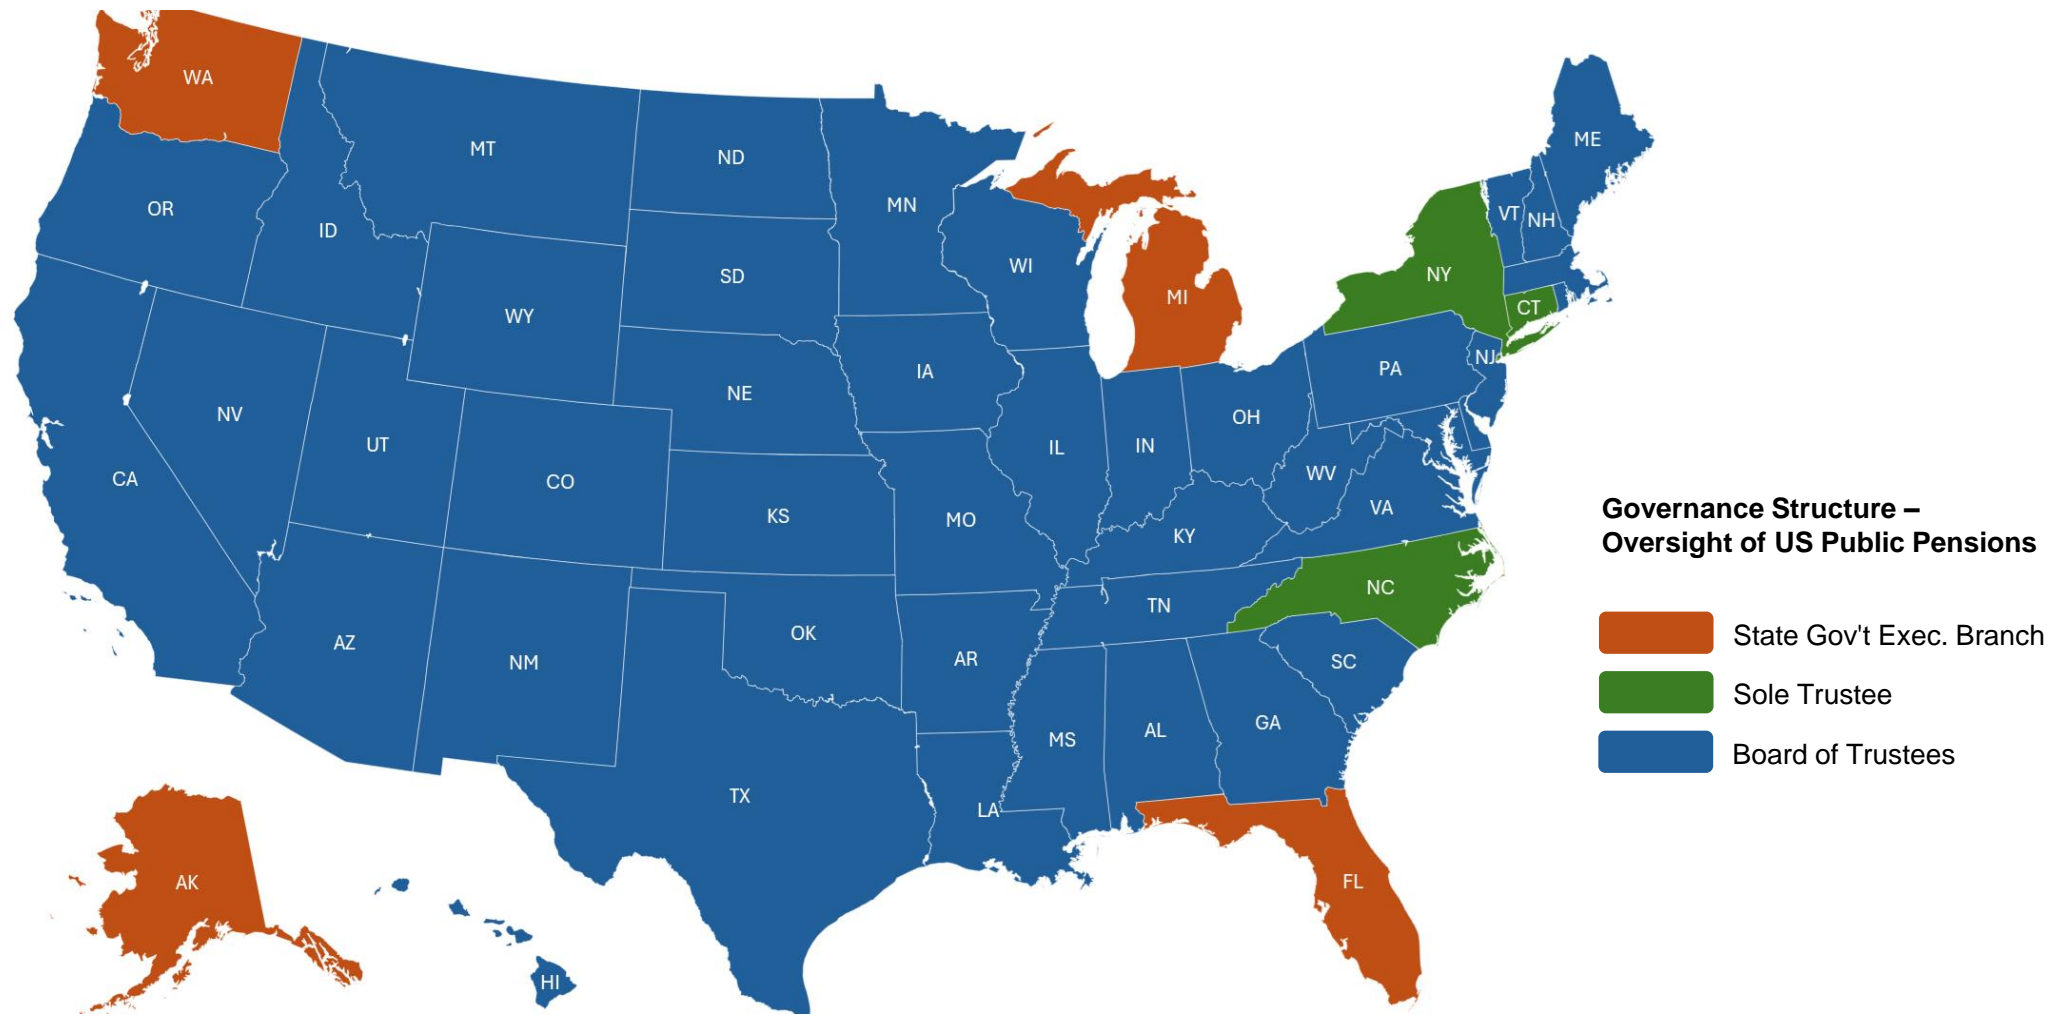 WA
MT
ND
ME
OR
MN
VT
NH
ID
WI
NY
SD
MI
CT
WY
NJ
PA
IA
NE
NV
OH
UT
IL
IN
WV
CA
CO
VA
KS
MO
KY
NC
TN
OK
AZ
AR
NM
SC
GA
AL
MS
TX
LA
AK
FL
HI
Governance Structure –
Oversight of US Public Pensions
State Gov't Exec. Branch
Sole Trustee
Board of Trustees